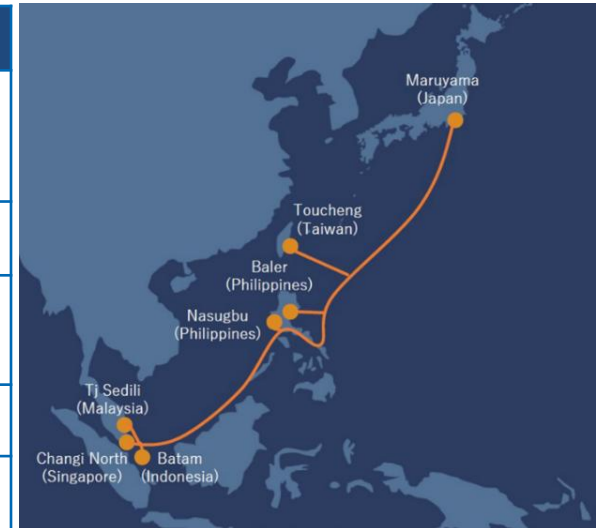 Maruyama
(Japan)
Toucheng
(Taiwan)
Baler
(Philippines)
Nasugbu
(Philippines)
Tj Sedili
(Malaysia)
Changi North
(Singapore)
Batam
(Indonesia)